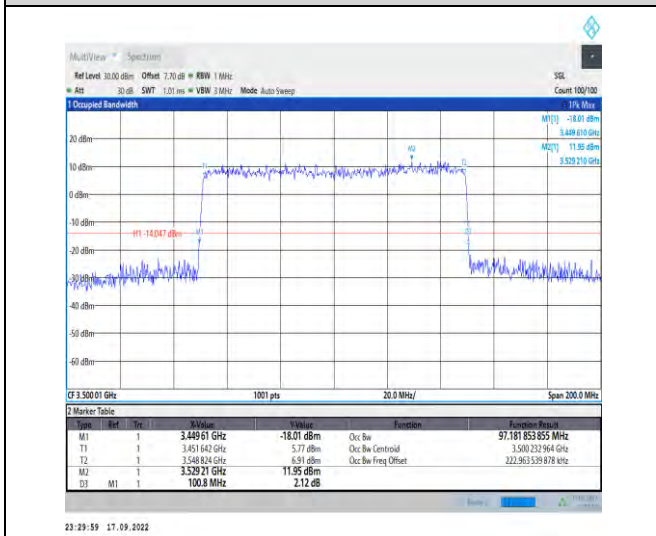 MultiView Spectrum
Ref Level 30.00 dBm Offset 7.70 dB RBW 1 MHz SGL
Att 30 dB SWT 1.01 ms VBW 3 MHz Mode Auto Sweep Count 100/100
1 Occupied Bandwidth 1Pk Max
M1[1] -18.01 dBm
3.449 610 GHz
M2[1] 11.95 dBm
3.529 210 GHz
20 dBm
M2
T1
10 dBm
0 dBm
-10 dBm
H1 -14.047 dBm
M1
-20 dBm
-30 dBm
-40 dBm
-50 dBm
-60 dBm
CF 3.500 01 GHz 1001 pts 20.0 MHz/ Span 200.0 MHz
2 Marker Table
Type Ref Trc X-Value Y-Value Function Function Result
M1 1 3.449 61 GHz -18.01 dBm Occ Bw 97.181 853 855 MHz
T1 1 3.451 642 GHz 5.77 dBm Occ Bw Centroid 3.500 232 964 GHz
T2 1 3.548 824 GHz 6.91 dBm Occ Bw Freq Offset 222.963 539 878 kHz
M2 1 3.529 21 GHz 11.95 dBm
D3 M1 1 100.8 MHz 2.12 dB
23:29:59 17.09.2022